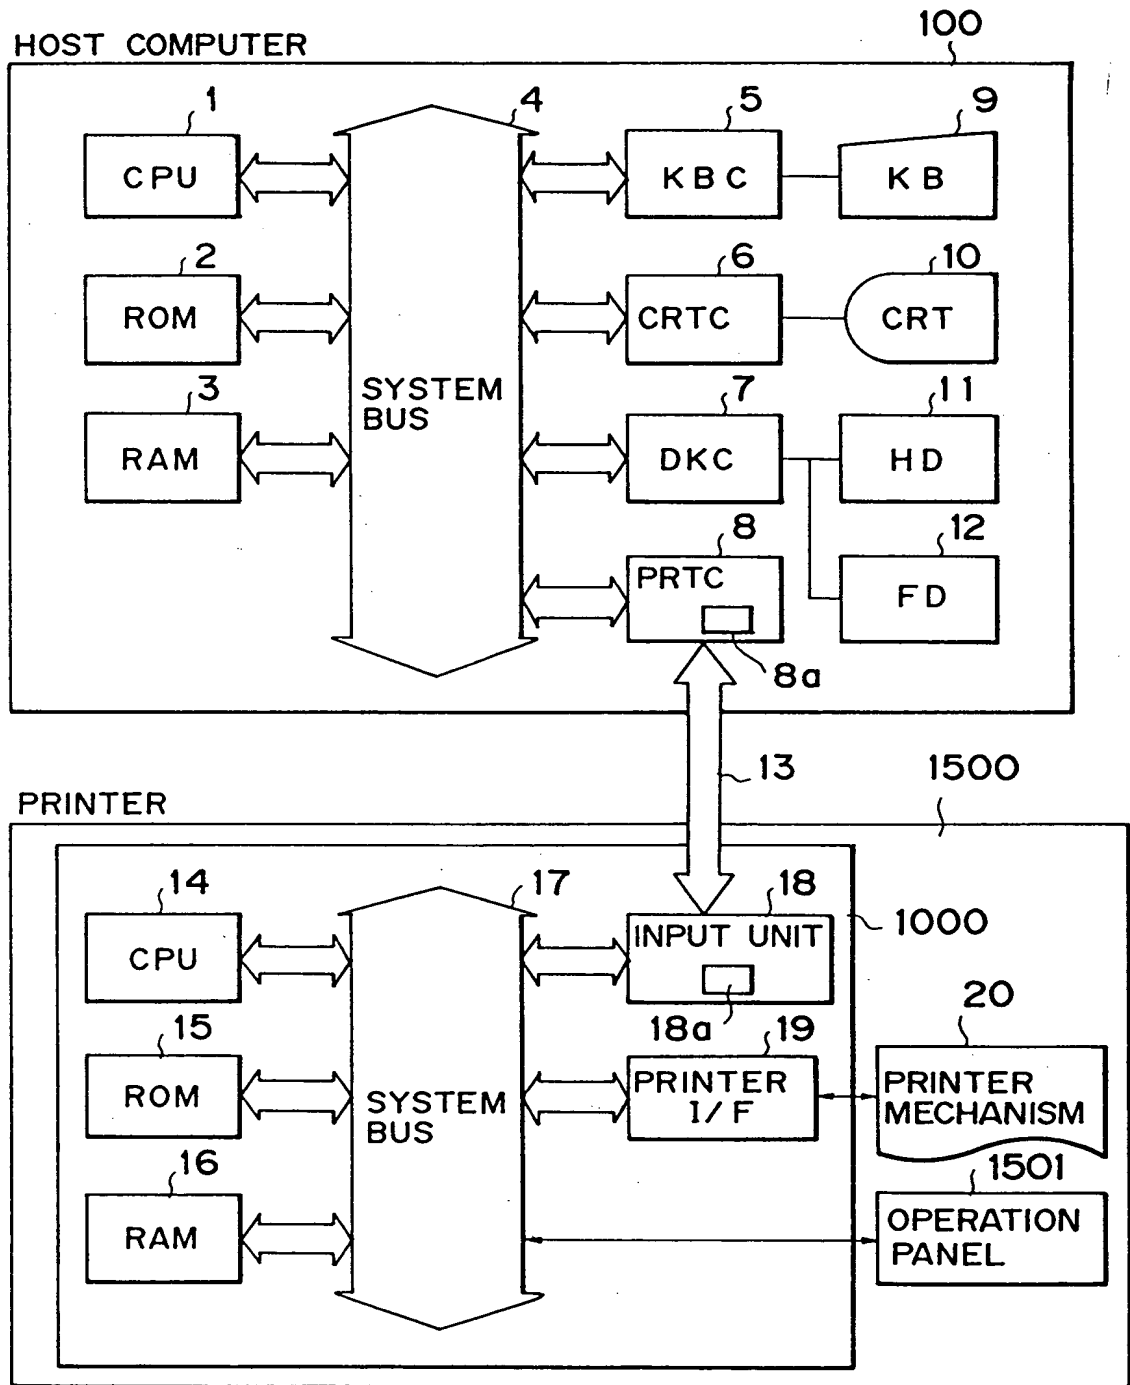 100
HOST COMPUTER
1
4
5
9
CPU
KBC
KB
2
6
10
ROM
CRTC
CRT
3
SYSTEM
BUS
7
11
RAM
DKC
HD
8
12
PRTC
FD
8a
13
1500
PRINTER
14
17
18
1000
CPU
INPUT UNIT
18a
15
19
20
ROM
SYSTEM
BUS
PRINTER
I/F
PRINTER
MECHANISM
16
1501
RAM
OPERATION
PANEL